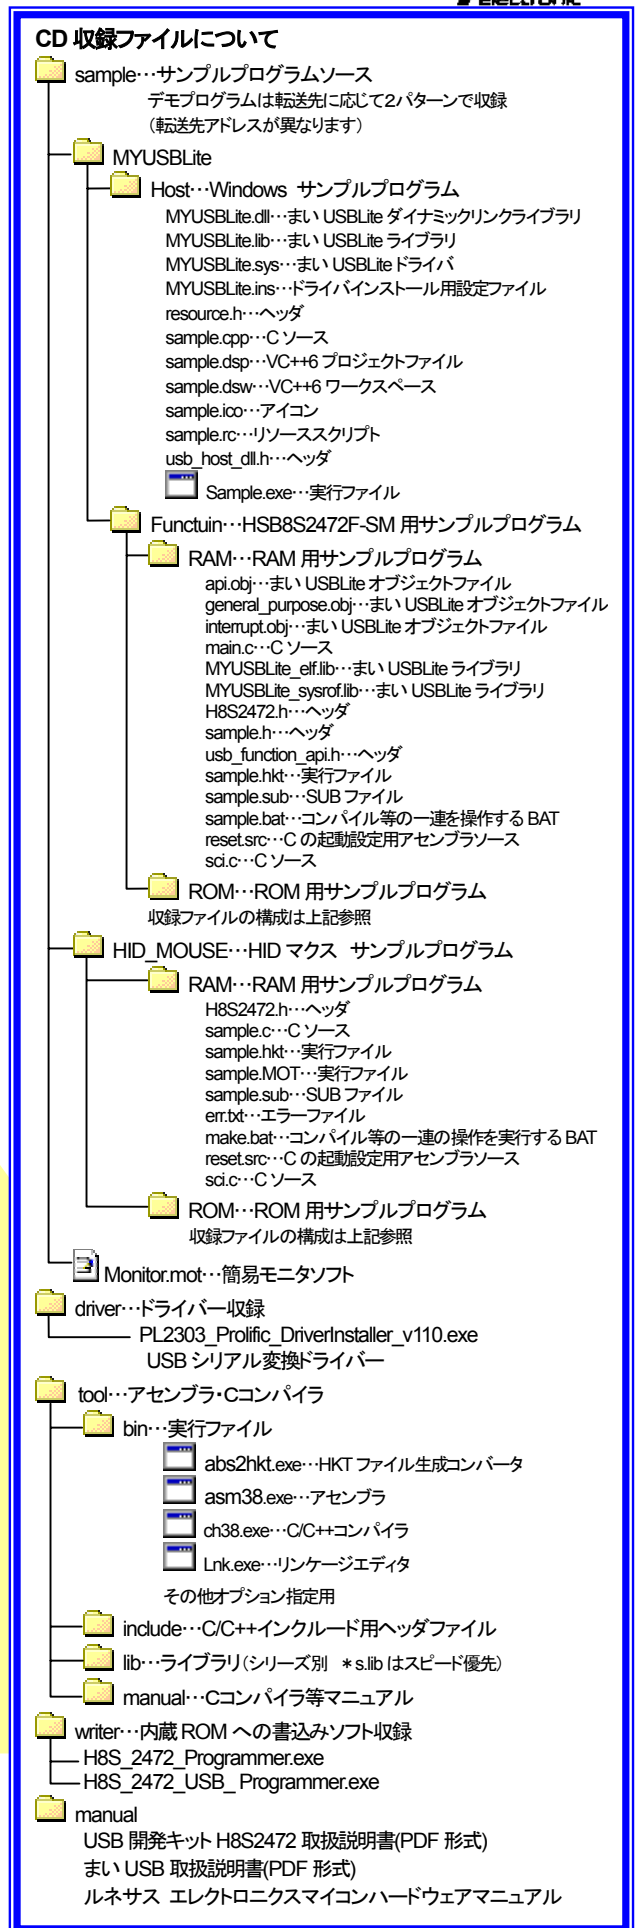 CD 収録ファイルについて
sample…サンプルプログラムソース
デモプログラムは転送先に応じて2パターンで収録
(転送先アドレスが異なります)
MYUSBLite
Host…Windows サンプルプログラム
MYUSBLite.dll…まい USBLite ダイナミックリンクライブラリ
MYUSBLite.lib…まい USBLite ライブラリ
MYUSBLite.sys…まい USBLite ドライバ
MYUSBLite.ins…ドライバインストール用設定ファイル
resource.h…ヘッダ
sample.cpp…C ソース
sample.dsp…VC++6 プロジェクトファイル
sample.dsw…VC++6 ワークスペース
sample.ico…アイコン
sample.rc…リソーススクリプト
usb_host_dll.h…ヘッダ
Sample.exe…実行ファイル
Functuin…HSB8S2472F-SM 用サンプルプログラム
RAM…RAM 用サンプルプログラム
api.obj…まい USBLite オブジェクトファイル
general_purpose.obj…まい USBLite オブジェクトファイル
interrupt.obj…まい USBLite オブジェクトファイル
main.c…C ソース
MYUSBLite_elf.lib…まい USBLite ライブラリ
MYUSBLite_sysrof.lib…まい USBLite ライブラリ
H8S2472.h…ヘッダ
sample.h…ヘッダ
usb_function_api.h…ヘッダ
sample.hkt…実行ファイル
sample.sub…SUB ファイル
sample.bat…コンパイル等の一連を操作する BAT
reset.src…C の起動設定用アセンブラソース
sci.c…C ソース
ROM…ROM 用サンプルプログラム
収録ファイルの構成は上記参照
HID_MOUSE…HID マクス サンプルプログラム
RAM…RAM 用サンプルプログラム
H8S2472.h…ヘッダ
sample.c…C ソース
sample.hkt…実行ファイル
sample.MOT…実行ファイル
sample.sub…SUB ファイル
err.txt…エラーファイル
make.bat…コンパイル等の一連の操作を実行する BAT
reset.src…C の起動設定用アセンブラソース
sci.c…C ソース
ROM…ROM 用サンプルプログラム
収録ファイルの構成は上記参照
Monitor.mot…簡易モニタソフト
driver…ドライバー収録
PL2303_Prolific_DriverInstaller_v110.exe
USB シリアル変換ドライバー
tool…アセンブラ・Cコンパイラ
bin…実行ファイル
abs2hkt.exe…HKT ファイル生成コンバータ
asm38.exe…アセンブラ
ch38.exe…C/C++コンパイラ
Lnk.exe…リンケージエディタ
その他オプション指定用
include…C/C++インクルード用ヘッダファイル
lib…ライブラリ(シリーズ別 *s.lib はスピード優先)
manual…Cコンパイラ等マニュアル
writer…内蔵 ROM への書込みソフト収録
H8S_2472_Programmer.exe
H8S_2472_USB_ Programmer.exe
manual
USB 開発キット H8S2472 取扱説明書(PDF 形式)
まい USB 取扱説明書(PDF 形式)
ルネサス エレクトロニクスマイコンハードウェアマニュアル